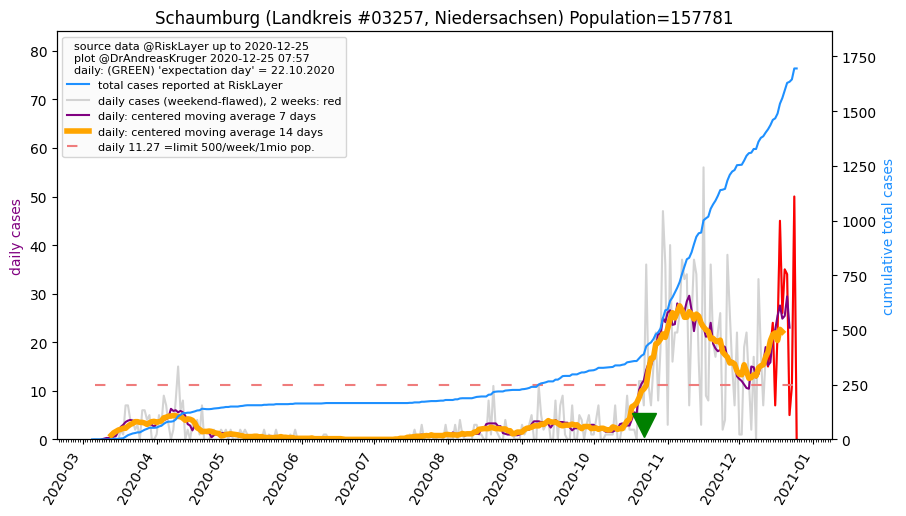 Schaumburg (Landkreis #03257, Niedersachsen) Population=157781
source data @RiskLayer up to 2020-12-25
plot @DrAndreasKruger 2020-12-25 07:57
daily: (GREEN) 'expectation day' = 22.10.2020
total cases reported at RiskLayer
daily cases (weekend-flawed), 2 weeks: red
daily: centered moving average 7 days
daily: centered moving average 14 days
daily 11.27 =limit 500/week/1mio pop.
daily cases
80
70
60
50
40
30
20
10
0
cumulative total cases
1750
1500
1250
1000
750
500
250
0
2020-03
2020-04
2020-05
2020-06
2020-07
2020-08
2020-09
2020-10
2020-11
2020-12
2021-01